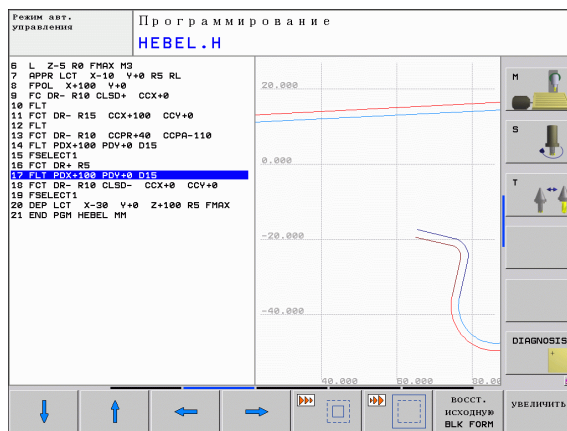 Режим авт.
управления
Программирование
HEBEL.H
6 L Z-5 R0 FMAX M3
7 APPR LCT X-10 Y+0 R5 RL
8 FPOL X+100 Y+0
9 FC DR- R10 CLSD+ CCX+0
10 FLT
11 FCT DR- R15 CCX+100 CCY+0
12 FLT
13 FCT DR- R10 CCPR+40 CCPA-110
14 FLT PDX+100 PDY+0 D15
15 FSELECT1
16 FCT DR+ R5
17 FLT PDX+100 PDY+0 D15
18 FCT DR- R10 CLSD- CCX+0 CCY+0
19 FSELECT1
20 DEP LCT X-30 Y+0 Z+100 R5 FMAX
21 END PGM HEBEL MM
20.000
0.000
-20.000
-40.000
40.000
60.000
80.00
M
S
T
DIAGNOSIS
ВОССТ.
ИСХОДНУЮ
BLK FORM
УВЕЛИЧИТЬ